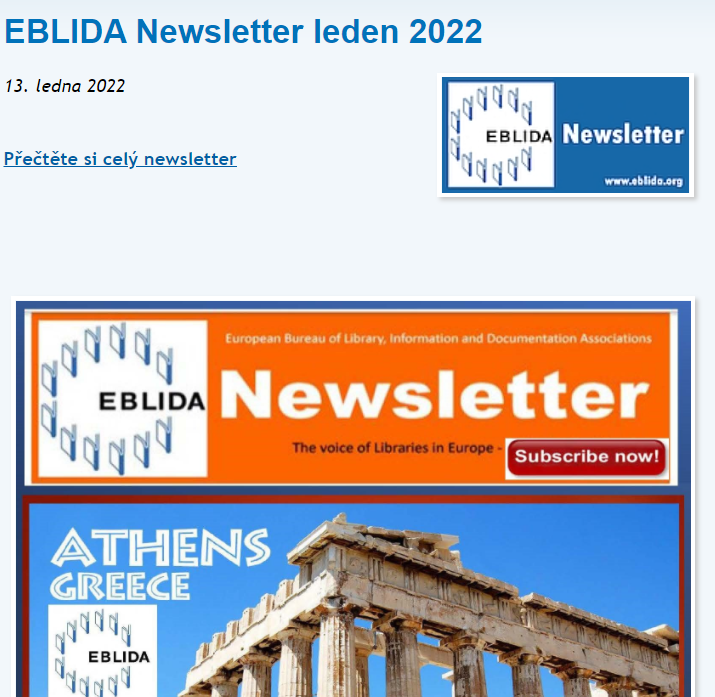 EBLIDA Newsletter leden 2022
13. ledna 2022
EBLIDA
Newsletter
www.eblida.org
Přečtěte si celý newsletter
European Bureau of Library, Information and Documentation Associations
EBLIDA
Newsletter
The voice of Libraries in Europe -
Subscribe now!
ATHENS
GREECE
EBLIDA